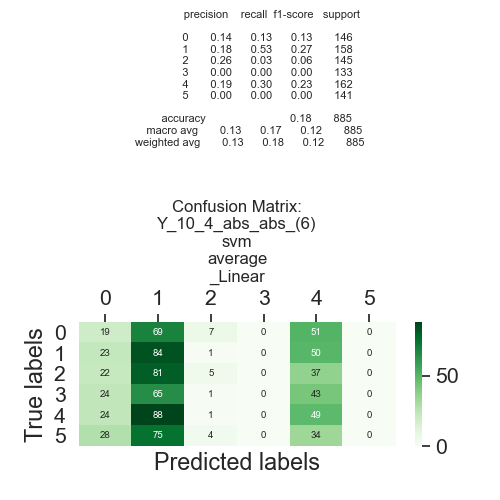 precision recall f1-score support
0 0.14 0.13 0.13 146
1 0.18 0.53 0.27 158
2 0.26 0.03 0.06 145
3 0.00 0.00 0.00 133
4 0.19 0.30 0.23 162
5 0.00 0.00 0.00 141
accuracy 0.18 885
macro avg 0.13 0.17 0.12 885
weighted avg 0.13 0.18 0.12 885
Confusion Matrix:
Y_10_4_abs_abs_(6)
svm
average
_Linear
0 1 2 3 4 5
0 19 69 7 0 51 0
1 23 84 1 0 50 0
2 22 81 5 0 37 0
3 24 65 1 0 43 0
4 24 88 1 0 49 0
5 28 75 4 0 34 0
True labels
Predicted labels
50
0